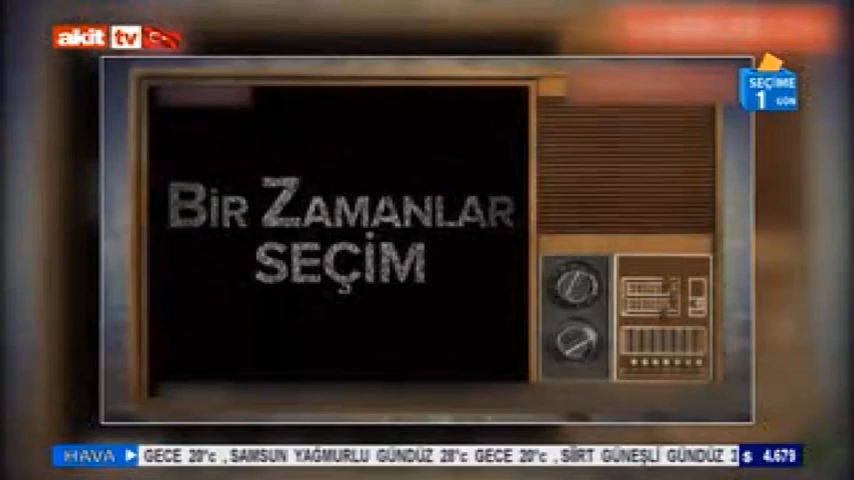 akit tv
SEÇİME
1 GÜN
BİR ZAMANLAR
SEÇİM
HAVA GECE 20°c , SAMSUN YAĞMURLU GÜNDÜZ 28°c GECE 20°c , SİİRT GÜNEŞLİ GÜNDÜZ $ 4.679